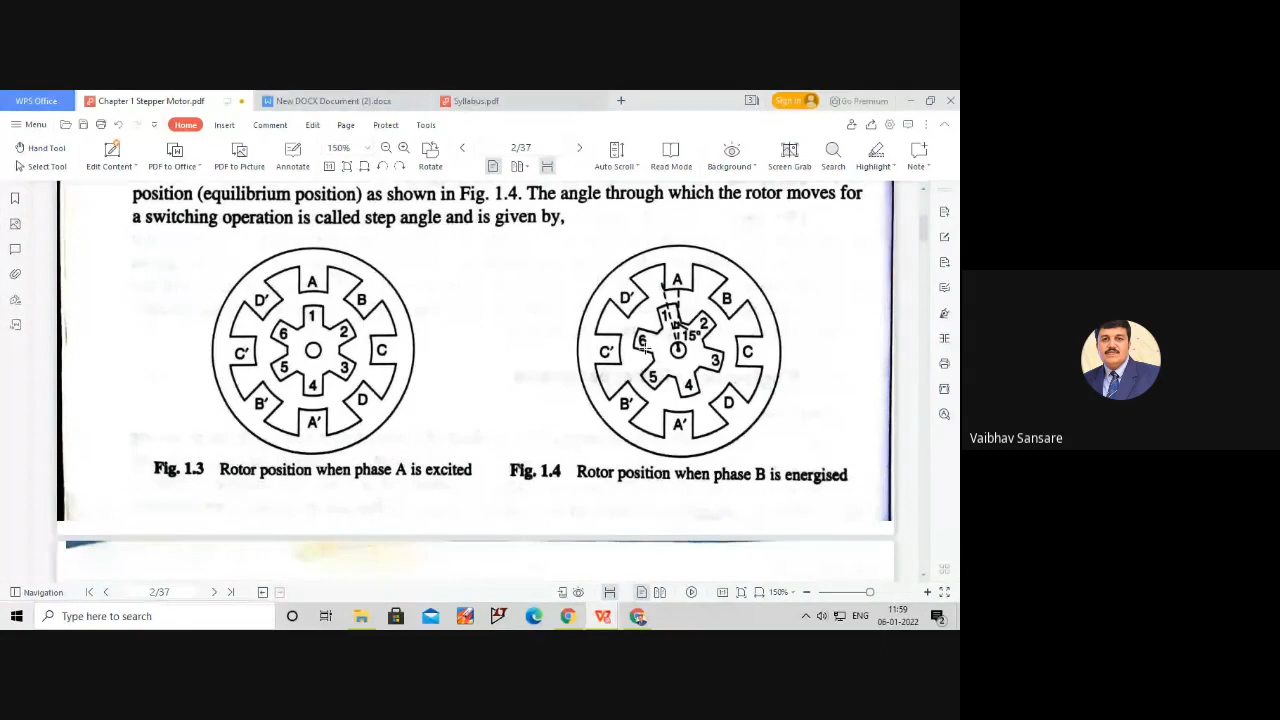 WPS Office
Chapter 1 Stepper Motor.pdf
New DOCX Document (2).docx
Syllabus.pdf
Sign in
Go Premium
Menu
Home
Insert
Comment
Edit
Page
Protect
Tools
Hand Tool
Select Tool
Edit Content
PDF to Office
PDF to Picture
Annotate
150%
Rotate
2/37
Auto Scroll
Read Mode
Background
Screen Grab
Search
Highlight
Note
position (equilibrium position) as shown in Fig. 1.4. The angle through which the rotor moves for
a switching operation is called step angle and is given by,
A
B
C
D
A'
B'
C'
D'
1
2
3
4
5
6
Fig. 1.3 Rotor position when phase A is excited
A
B
C
D
A'
B'
C'
D'
1
2
3
4
5
6
15°
Fig. 1.4 Rotor position when phase B is energised
Vaibhav Sansare
Navigation
2/37
150%
Type here to search
ENG
11:59
06-01-2022